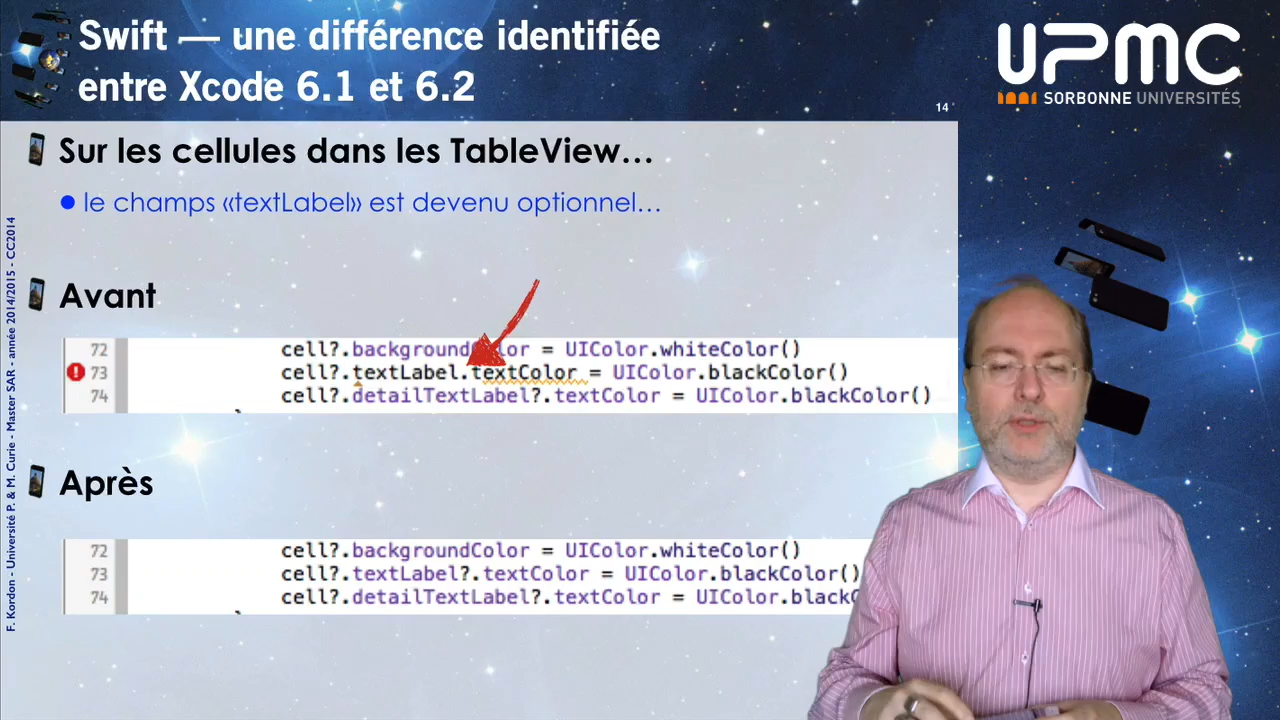 Swift — une différence identifiée
entre Xcode 6.1 et 6.2
UPMC
SORBONNE UNIVERSITÉS
14
Sur les cellules dans les TableView...
le champs «textLabel» est devenu optionnel...
Avant
72 cell?.backgroundColor = UIColor.whiteColor()
73 cell?.textLabel.textColor = UIColor.blackColor()
74 cell?.detailTextLabel?.textColor = UIColor.blackColor()
Après
72 cell?.backgroundColor = UIColor.whiteColor()
73 cell?.textLabel?.textColor = UIColor.blackColor()
74 cell?.detailTextLabel?.textColor = UIColor.blackC
F. Kordon - Université P. & M. Curie - Master SAR - année 2014/2015 - CC2014